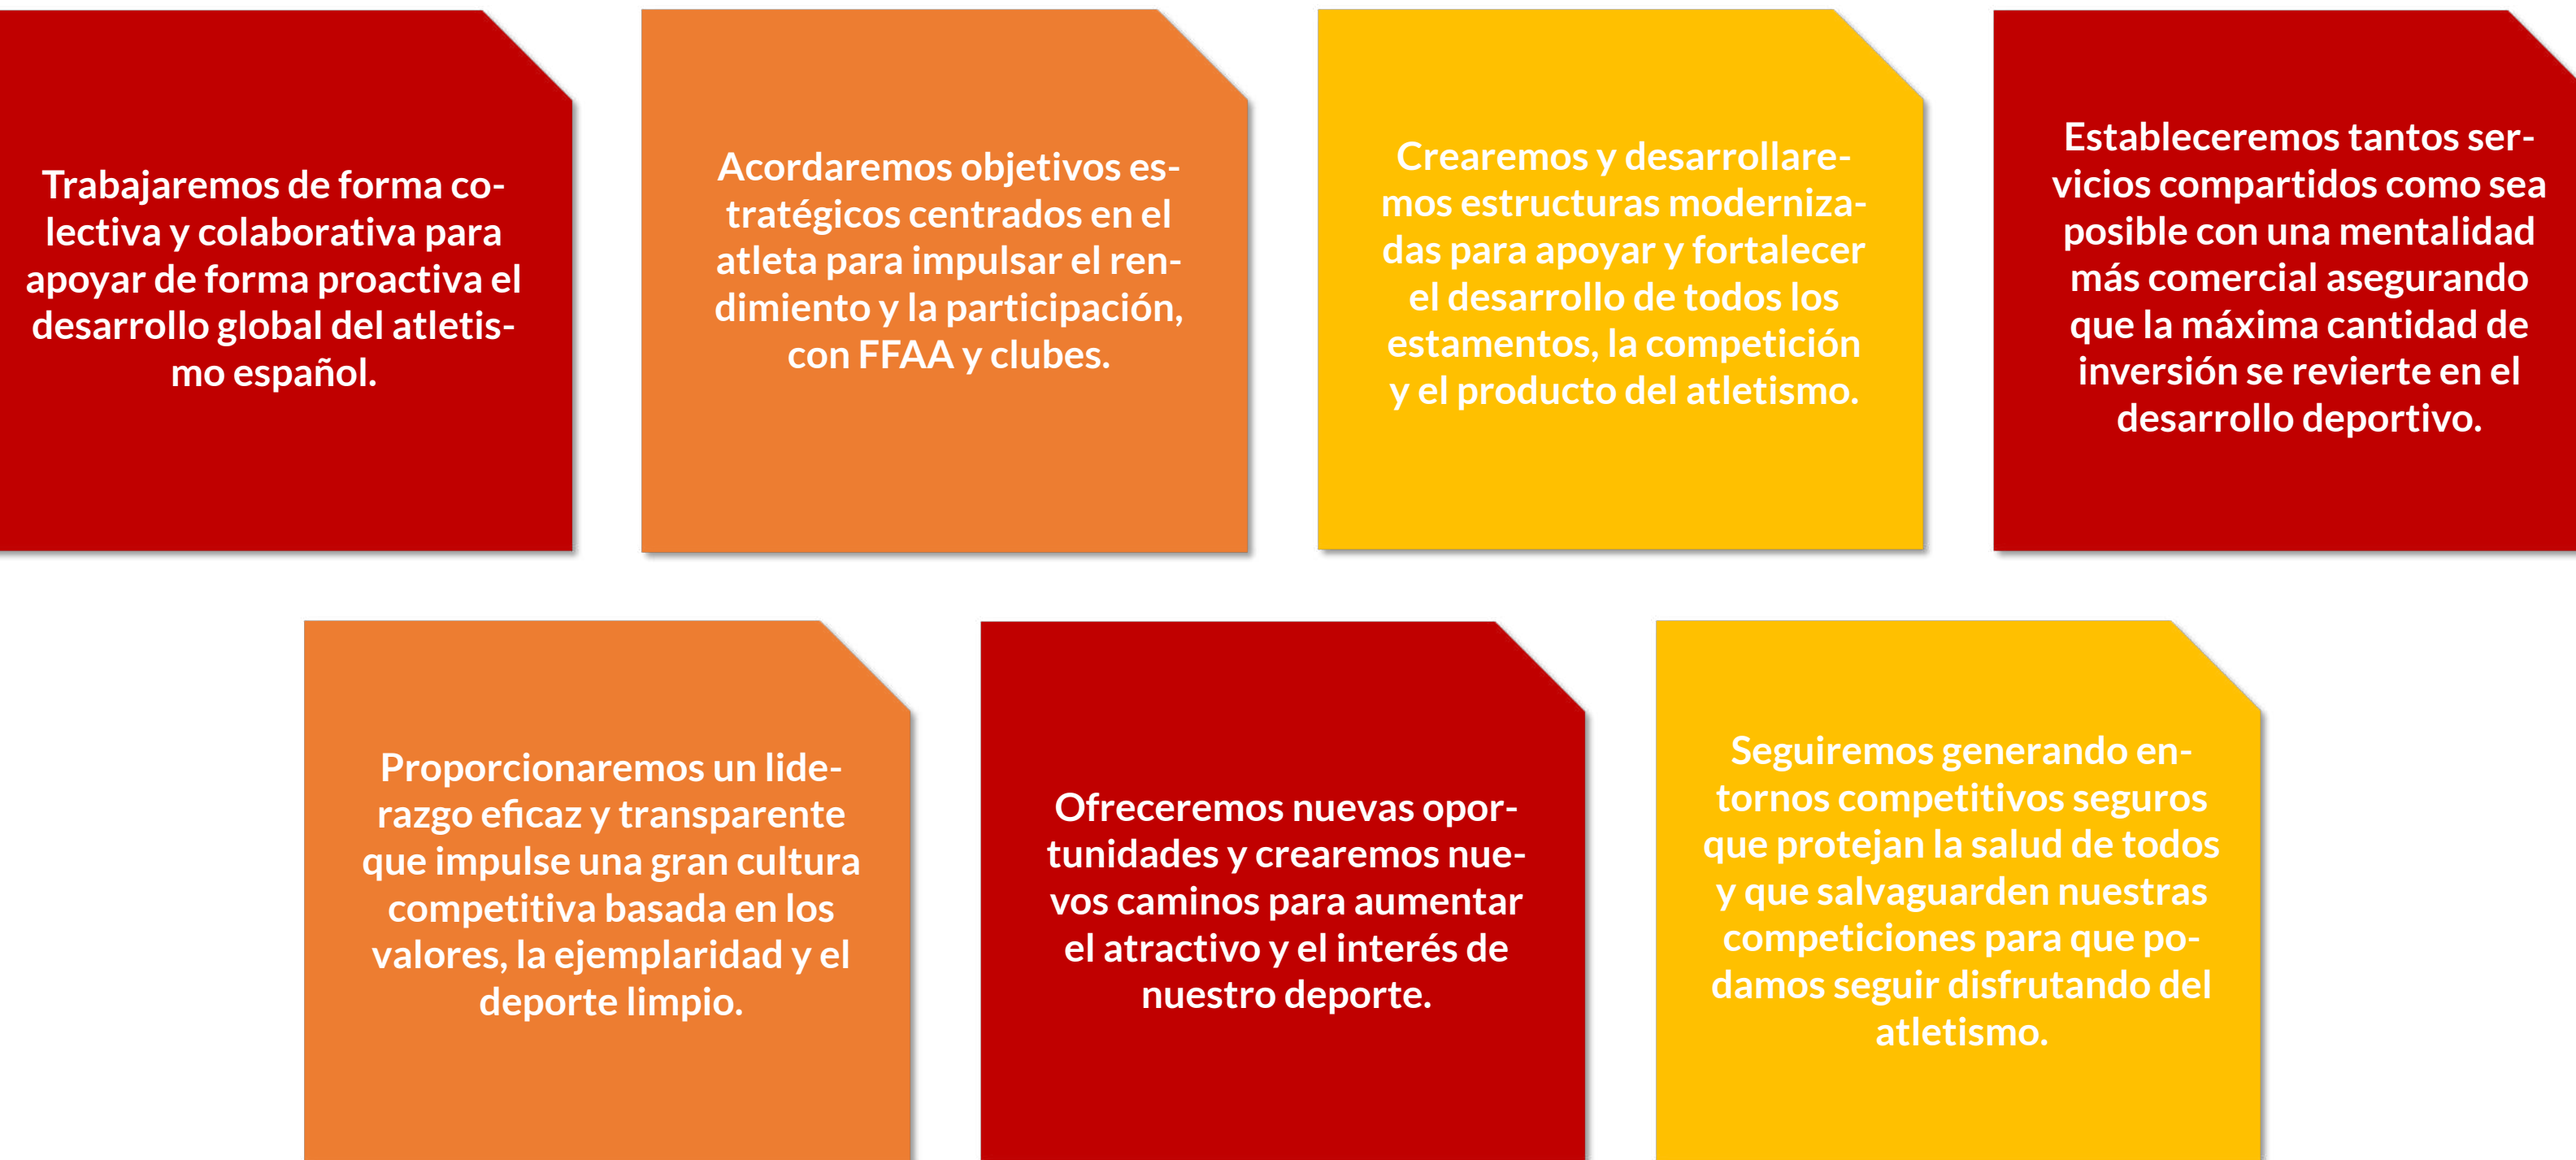 Trabajaremos de forma co-
lectiva y colaborativa para
apoyar de forma proactiva el
desarrollo global del atletis-
mo español.
Acordaremos objetivos es-
tratégicos centrados en el
atleta para impulsar el ren-
dimiento y la participación,
con FFAA y clubes.
Crearemos y desarrollare-
mos estructuras moderniza-
das para apoyar y fortalecer
el desarrollo de todos los
estamentos, la competición
y el producto del atletismo.
Estableceremos tantos ser-
vicios compartidos como sea
posible con una mentalidad
más comercial asegurando
que la máxima cantidad de
inversión se revierte en el
desarrollo deportivo.
Proporcionaremos un lide-
razgo eficaz y transparente
que impulse una gran cultura
competitiva basada en los
valores, la ejemplaridad y el
deporte limpio.
Ofreceremos nuevas opor-
tunidades y crearemos nue-
vos caminos para aumentar
el atractivo y el interés de
nuestro deporte.
Seguiremos generando en-
tornos competitivos seguros
que protejan la salud de todos
y que salvaguarden nuestras
competiciones para que po-
damos seguir disfrutando del
atletismo.